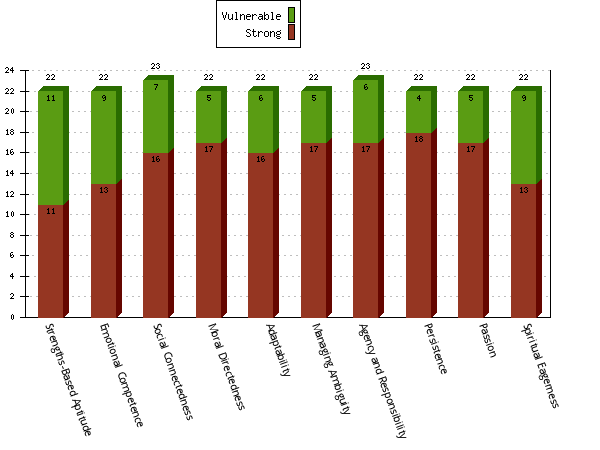 Vulnerable
Strong
22 22 23 22 22 22 23 22 22 22
24
22
20
18
16
14
12
10
8
6
4
2
0
11 9 7 5 6 5 6 4 5 9
11 13 16 17 16 17 17 18 17 13
Strengths-Based Aptitude
Emotional Competence
Social Connectedness
Moral Directedness
Adaptability
Managing Ambiguity
Agency and Responsibility
Persistence
Passion
Spiritual Eagerness